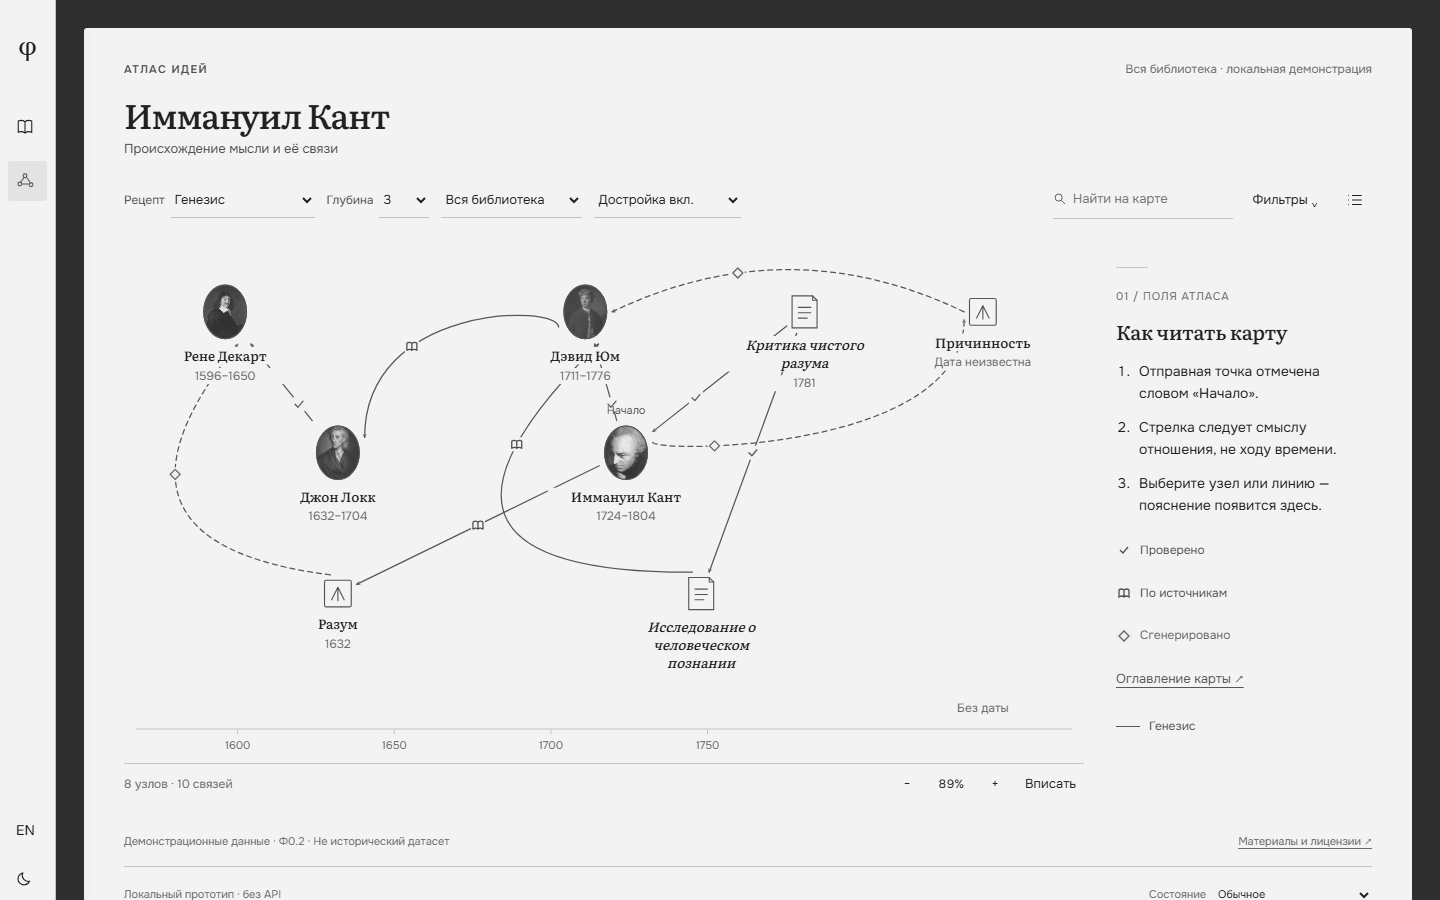 φ
АТЛАС ИДЕЙ
Вся библиотека · локальная демонстрация
Иммануил Кант
Происхождение мысли и её связи
Рецепт Генезис Глубина 3 Вся библиотека Достройка вкл.
Найти на карте Фильтры
Рене Декарт
1596–1650
Дэвид Юм
1711–1776
Критика чистого
разума
1781
Причинность
Дата неизвестна
Начало
Джон Локк
1632–1704
Иммануил Кант
1724–1804
Разум
1632
Исследование о
человеческом
познании
Без даты
1600 1650 1700 1750
8 узлов · 10 связей
− 89% + Вписать
01 / ПОЛЯ АТЛАСА
Как читать карту
1. Отправная точка отмечена
словом «Начало».
2. Стрелка следует смыслу
отношения, не ходу времени.
3. Выберите узел или линию —
пояснение появится здесь.
Проверено
По источникам
Сгенерировано
Оглавление карты ↗
Генезис
EN
Демонстрационные данные · Ф0.2 · Не исторический датасет
Материалы и лицензии ↗
Локальный прототип · без API
Состояние Обычное